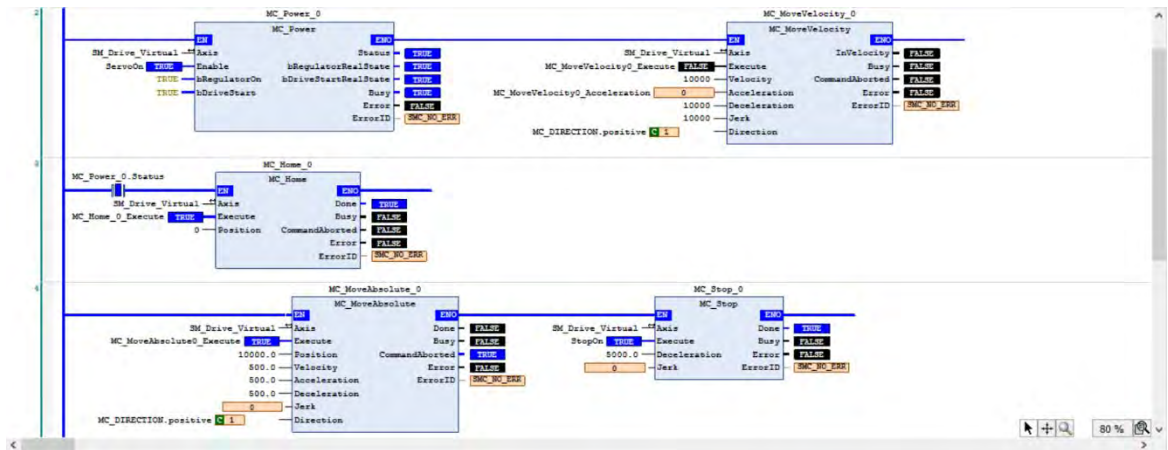 2
MC_Power_0
MC_Power
EN ENO
SM_Drive_Virtual Axis Status TRUE
ServoOn TRUE Enable bRegulatorRealState TRUE
TRUE bRegulatorOn bDriveStartRealState TRUE
TRUE bDriveStart Busy TRUE
Error FALSE
ErrorID SMC_NO_ERR
MC_MoveVelocity_0
MC_MoveVelocity
EN ENO
SM_Drive_Virtual Axis InVelocity FALSE
MC_MoveVelocity0_Execute FALSE Execute Busy FALSE
10000 Velocity CommandAborted FALSE
MC_MoveVelocity0_Acceleration 0 Acceleration Error FALSE
10000 Deceleration ErrorID SMC_NO_ERR
10000 Jerk
MC_DIRECTION.positive C 1 Direction
3
MC_Home_0
MC_Power_0.Status MC_Home
EN ENO
SM_Drive_Virtual Axis Done TRUE
MC_Home_0_Execute TRUE Execute Busy FALSE
0 Position CommandAborted FALSE
Error FALSE
ErrorID SMC_NO_ERR
4
MC_MoveAbsolute_0
MC_MoveAbsolute
EN ENO
SM_Drive_Virtual Axis Done FALSE
MC_MoveAbsolute0_Execute TRUE Execute Busy FALSE
10000.0 Position CommandAborted TRUE
500.0 Velocity Error FALSE
500.0 Acceleration ErrorID SMC_NO_ERR
500.0 Deceleration
0 Jerk
MC_DIRECTION.positive C 1 Direction
MC_Stop_0
MC_Stop
EN ENO
SM_Drive_Virtual Axis Done TRUE
StopOn TRUE Execute Busy FALSE
5000.0 Deceleration Error FALSE
0 Jerk ErrorID SMC_NO_ERR
80 %